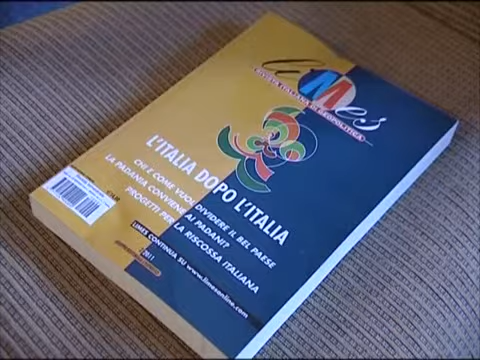 limes
RIVISTA ITALIANA DI GEOPOLITICA
L'ITALIA DOPO L'ITALIA
CHI E COME VUOL DIVIDERE IL BEL PAESE
LA PADANIA CONVIENE AI PADANI?
PROGETTI PER LA RISCOSSA ITALIANA
LIMES CONTINUA SU www.limesonline.com
2/2011